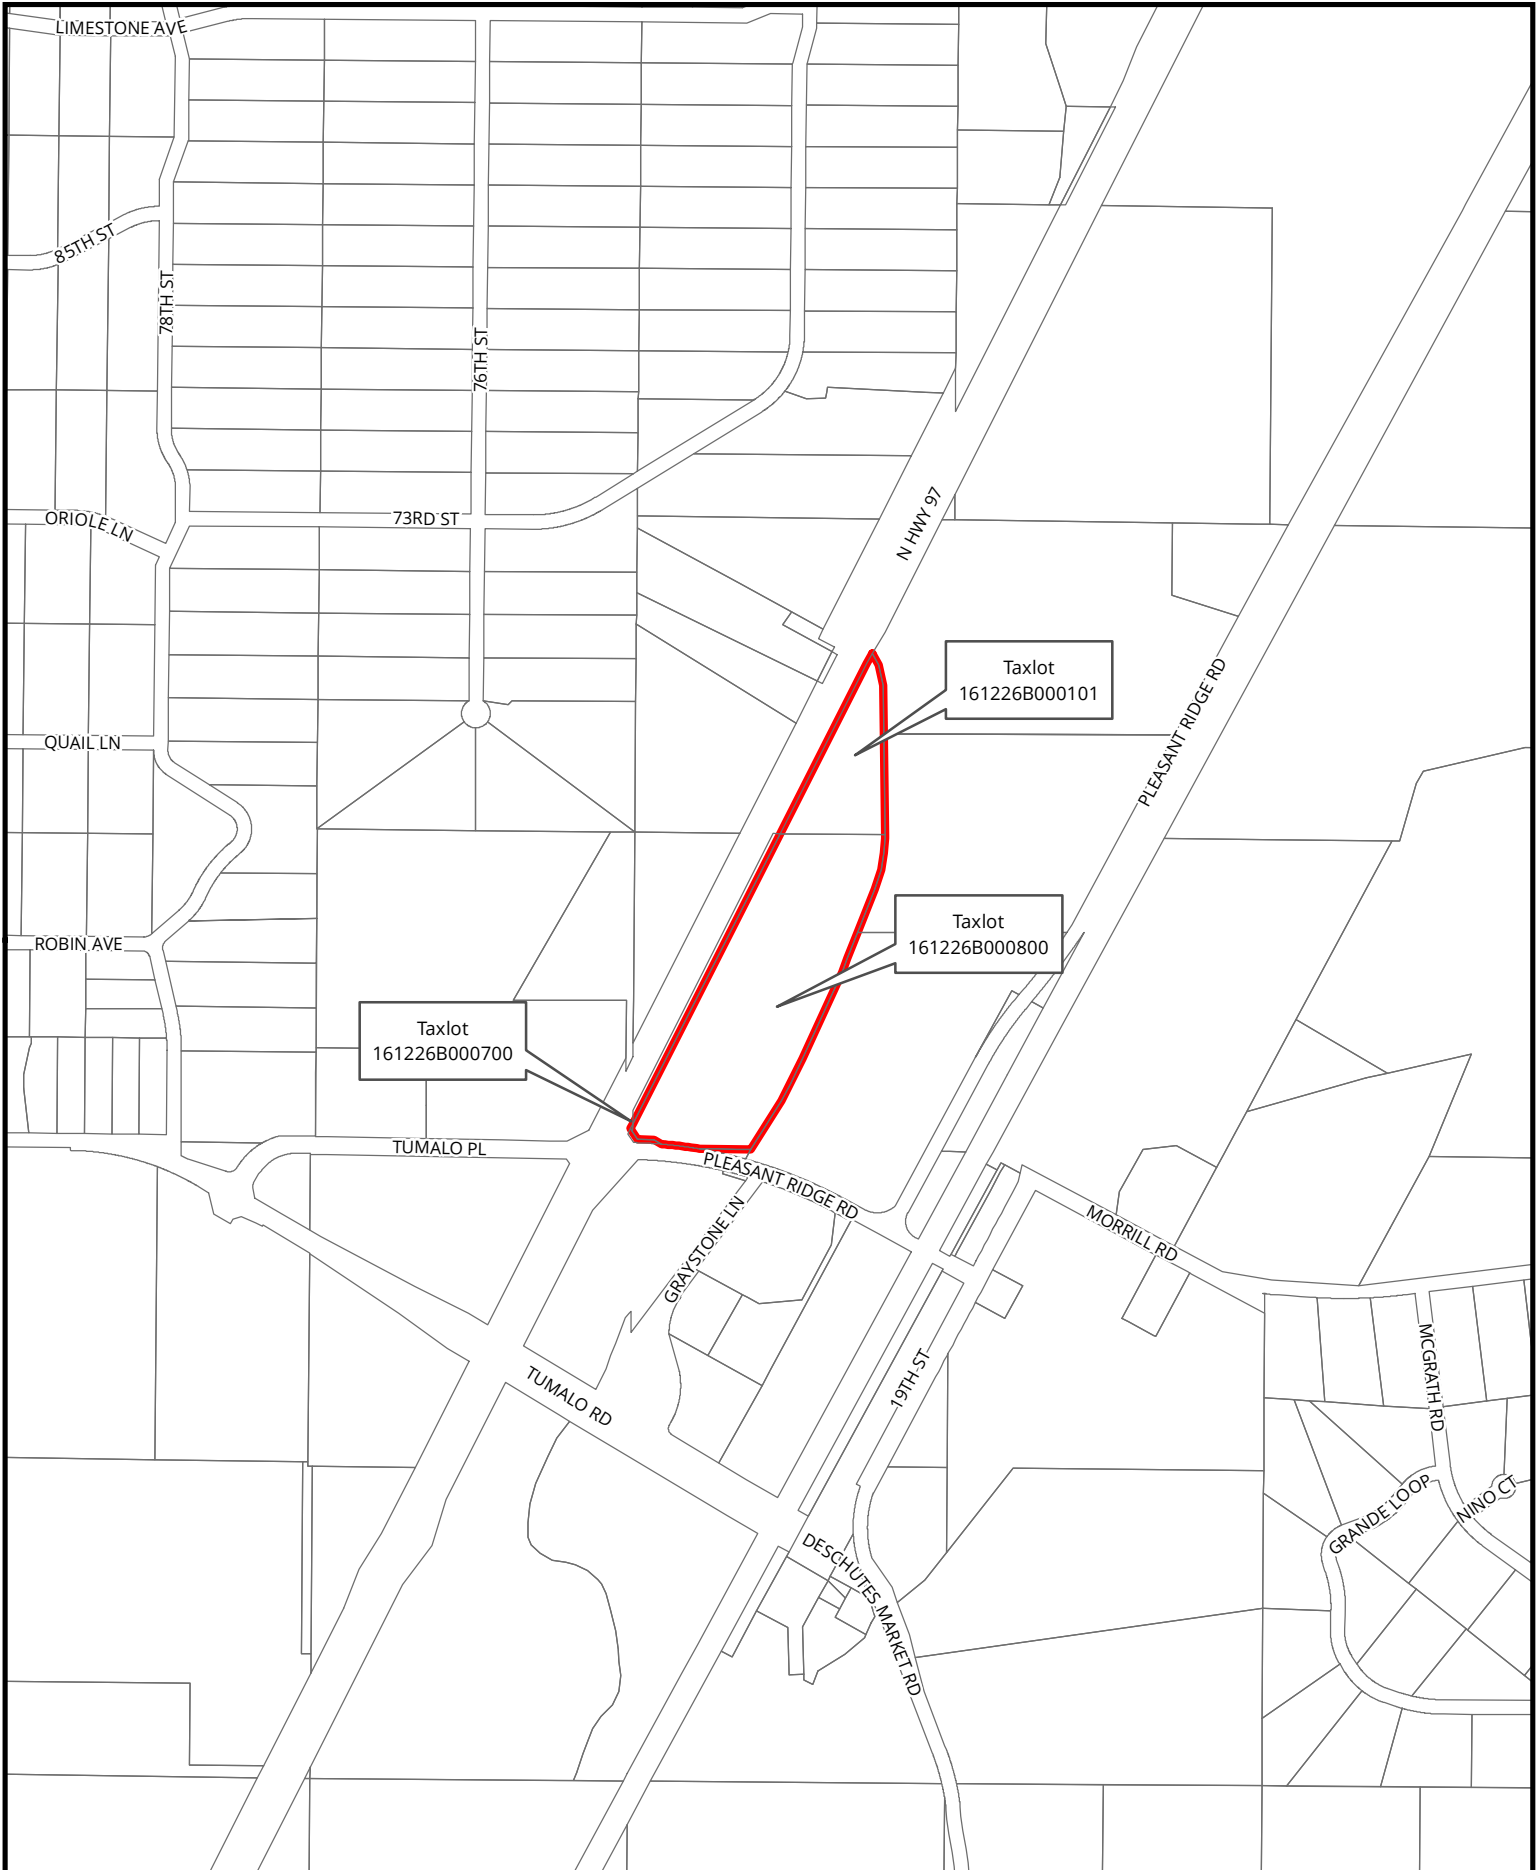 LIMESTONE AVE
85TH ST
78TH ST
76TH ST
N HWY 97
ORIOLE LN
73RD ST
Taxlot
161226B000101
PLEASANT RIDGE RD
QUAIL LN
Taxlot
161226B000800
ROBIN AVE
Taxlot
161226B000700
TUMALO PL
PLEASANT RIDGE RD
GRAYSTONE LN
MORRILL RD
TUMALO RD
19TH ST
MCGRATH RD
GRANDE LOOP
NINO CT
DESCHUTES MARKET RD